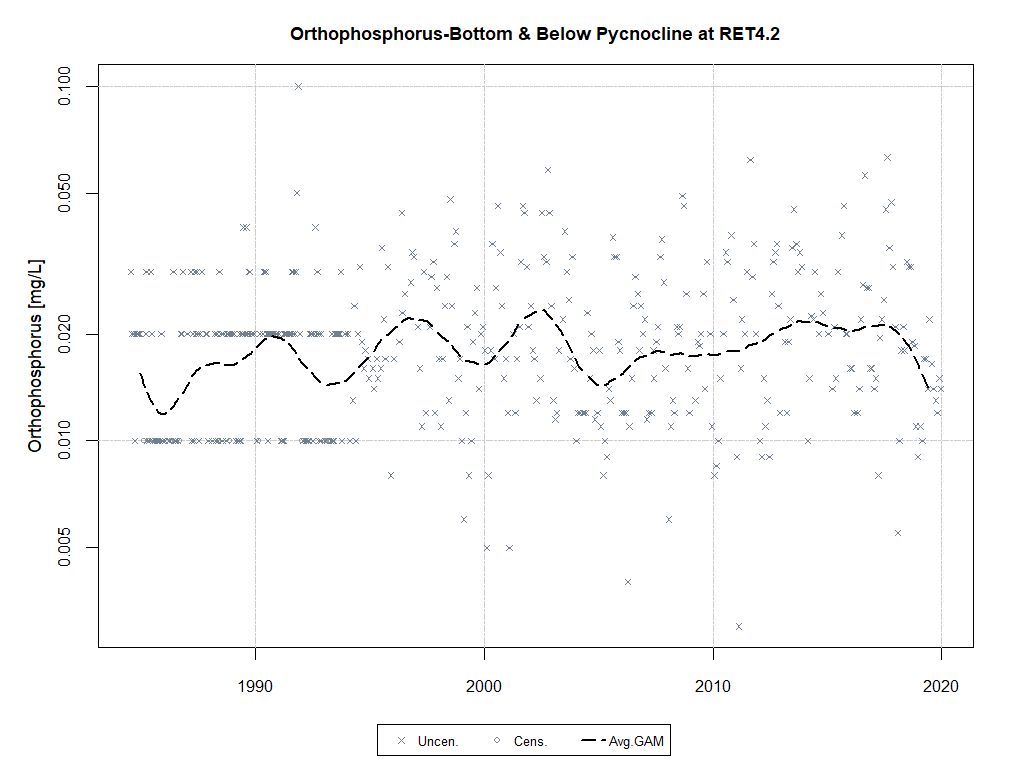 Orthophosphorus-Bottom & Below Pycnocline at RET4.2
Orthophosphorus [mg/L]
0.100
0.050
0.020
0.010
0.005
1990 2000 2010 2020
Uncen. Cens. Avg.GAM